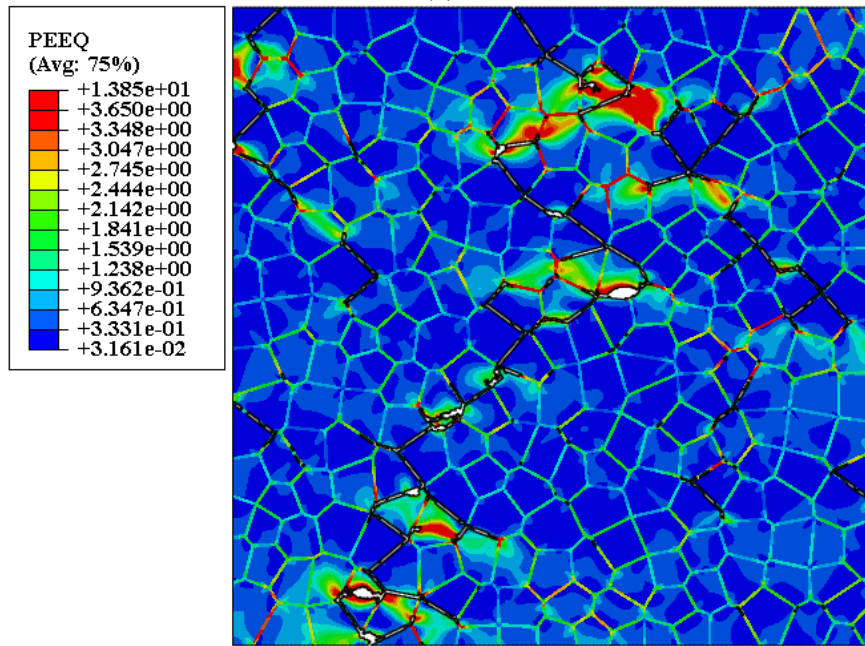 PEEQ
(Avg: 75%)
+1.385e+01
+3.650e+00
+3.348e+00
+3.047e+00
+2.745e+00
+2.444e+00
+2.142e+00
+1.841e+00
+1.539e+00
+1.238e+00
+9.362e-01
+6.347e-01
+3.331e-01
+3.161e-02